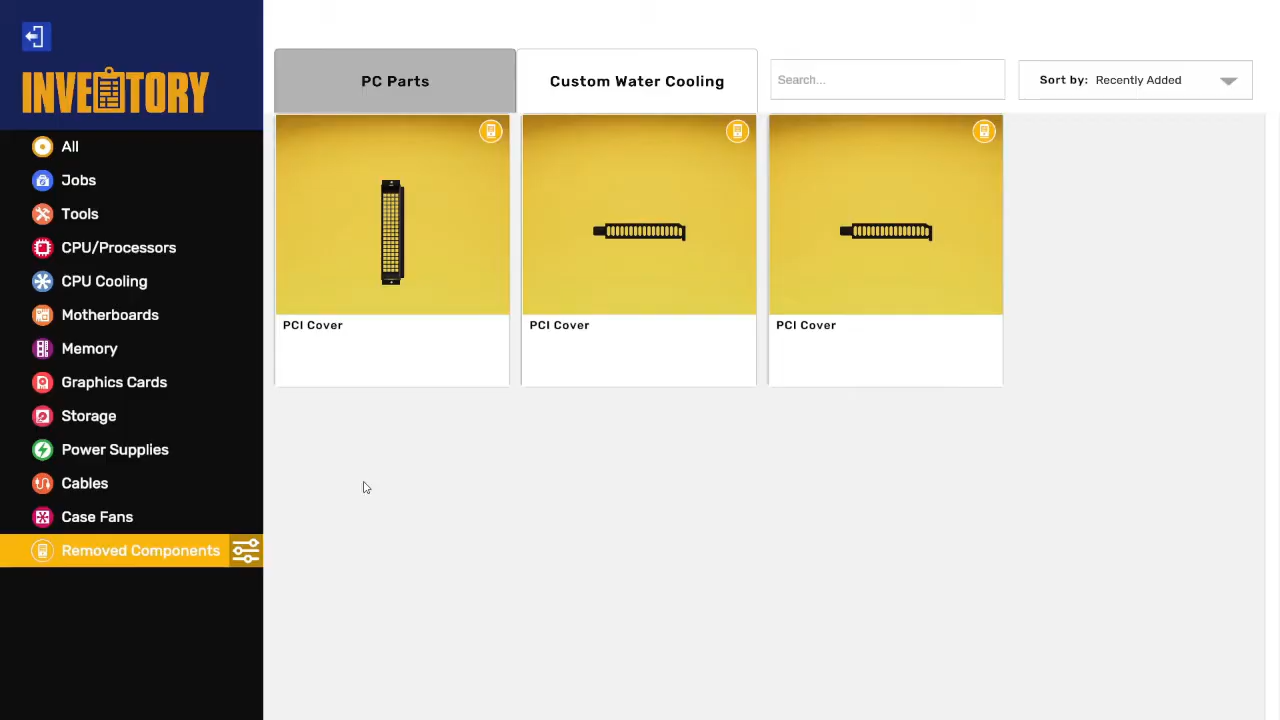 INVENTORY
All
Jobs
Tools
CPU/Processors
CPU Cooling
Motherboards
Memory
Graphics Cards
Storage
Power Supplies
Cables
Case Fans
Removed Components
PC Parts
Custom Water Cooling
Search...
Sort by: Recently Added
PCI Cover
PCI Cover
PCI Cover